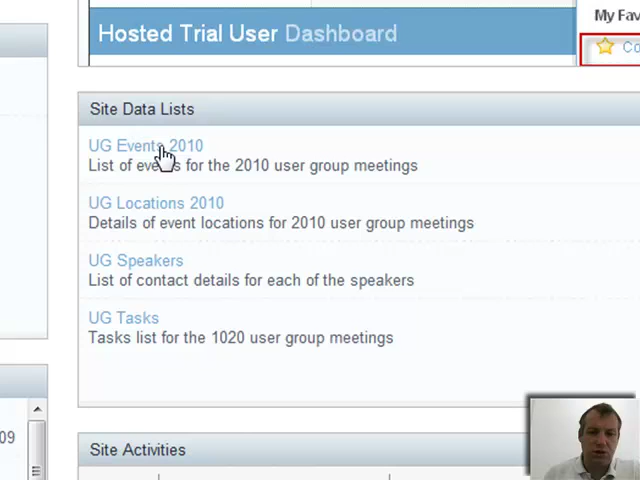 My Fav
Hosted Trial User Dashboard
Co
Site Data Lists
UG Events 2010
List of events for the 2010 user group meetings
UG Locations 2010
Details of event locations for 2010 user group meetings
UG Speakers
List of contact details for each of the speakers
UG Tasks
Tasks list for the 1020 user group meetings
09
Site Activities